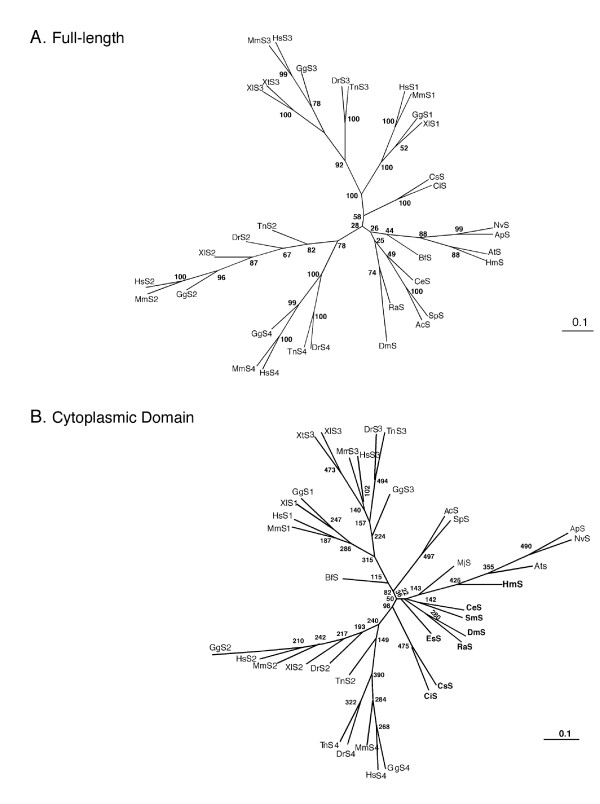 A. Full-length
MmS3 HsS3
GgS3
99
XtS3
XlS3
78
100
DrS3
TnS3
100
HsS1
MmS1
100
GgS1
XlS1
52
92
100
100
CsS
CiS
100
58
28
26
44
88
99
NvS
ApS
88
AtS
HmS
BfS
25
49
CeS
100
SpS
AcS
74
RaS
DmS
TnS2
DrS2
82
78
67
XlS2
87
96
100
HsS2
MmS2
GgS2
100
99
GgS4
100
100
TnS4
DrS4
MmS4
HsS4
0.1
B. Cytoplasmic Domain
XtS3
XlS3
DrS3
TnS3
MmS3
HsS3
473
494
102
GgS3
140
157
224
GgS1
XlS1
247
HsS1
MmS1
187
286
315
AcS
SpS
497
BfS
115
82
50
98
143
MjS
425
355
490
ApS
NvS
Ats
HmS
142
CeS
SmS
280
DmS
RaS
EsS
475
CsS
CiS
240
193
217
242
210
GgS2
HsS2
MmS2
XlS2
DrS2
TnS2
149
390
322
284
268
TnS4
DrS4
MmS4
HsS4
GgS4
0.1